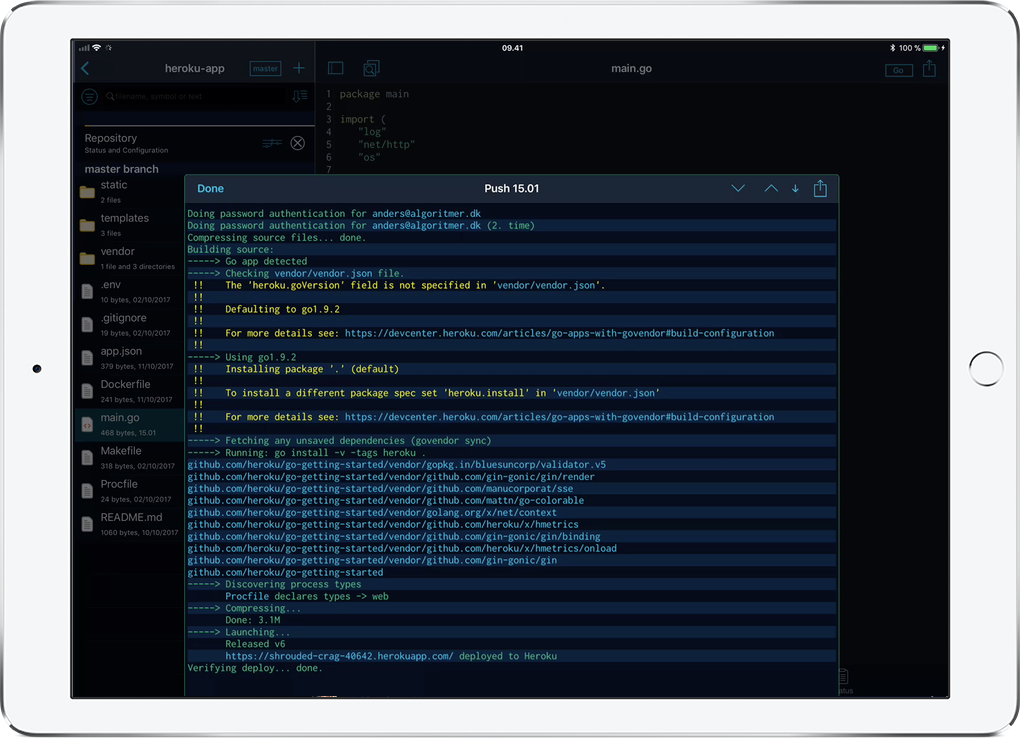 09.41
100 %
heroku-app
master
main.go
Go
filename, symbol or text
Repository
Status and Configuration
master branch
static
2 files
templates
3 files
vendor
1 file and 3 directories
.env
10 bytes, 02/10/2017
.gitignore
19 bytes, 02/10/2017
app.json
379 bytes, 11/10/2017
Dockerfile
241 bytes, 11/10/2017
main.go
468 bytes, 15.01
Makefile
318 bytes, 02/10/2017
Procfile
24 bytes, 02/10/2017
README.md
1060 bytes, 10/10/2017
1 package main
2
3 import (
4 "log"
5 "net/http"
6 "os"
7
Done
Push 15.01
Doing password authentication for anders@algoritmer.dk
Doing password authentication for anders@algoritmer.dk (2. time)
Compressing source files... done.
Building source:
-----> Go app detected
-----> Checking vendor/vendor.json file.
!! The 'heroku.goVersion' field is not specified in 'vendor/vendor.json'.
!!
!! Defaulting to go1.9.2
!!
!! For more details see: https://devcenter.heroku.com/articles/go-apps-with-govendor#build-configuration
!!
-----> Using go1.9.2
!! Installing package '.' (default)
!!
!! To install a different package spec set 'heroku.install' in 'vendor/vendor.json'
!!
!! For more details see: https://devcenter.heroku.com/articles/go-apps-with-govendor#build-configuration
!!
-----> Fetching any unsaved dependencies (govendor sync)
-----> Running: go install -v -tags heroku .
github.com/heroku/go-getting-started/vendor/gopkg.in/bluesuncorp/validator.v5
github.com/heroku/go-getting-started/vendor/github.com/gin-gonic/gin/render
github.com/heroku/go-getting-started/vendor/github.com/manucorporat/sse
github.com/heroku/go-getting-started/vendor/github.com/mattn/go-colorable
github.com/heroku/go-getting-started/vendor/golang.org/x/net/context
github.com/heroku/go-getting-started/vendor/github.com/heroku/x/hmetrics
github.com/heroku/go-getting-started/vendor/github.com/gin-gonic/gin/binding
github.com/heroku/go-getting-started/vendor/github.com/heroku/x/hmetrics/onload
github.com/heroku/go-getting-started/vendor/github.com/gin-gonic/gin
github.com/heroku/go-getting-started
-----> Discovering process types
Procfile declares types -> web
-----> Compressing...
Done: 3.1M
-----> Launching...
Released v6
https://shrouded-crag-40642.herokuapp.com/ deployed to Heroku
Verifying deploy... done.